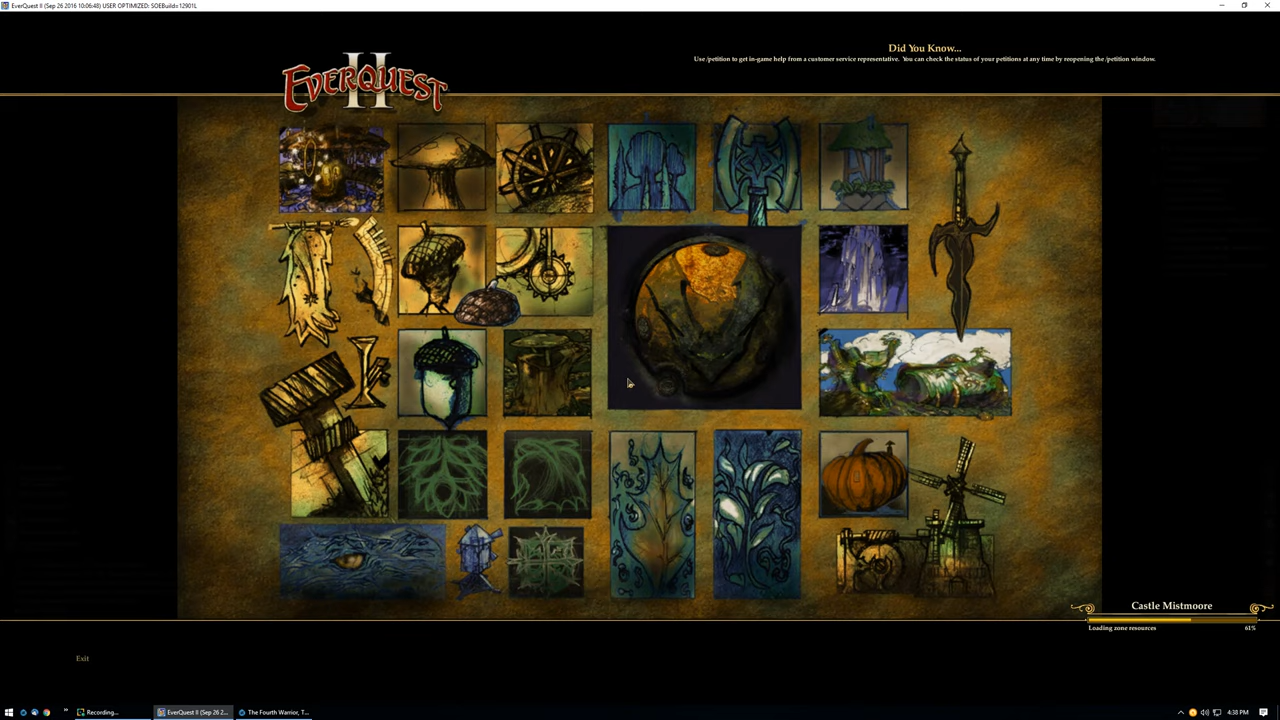 EverQuest II (Sep 26 2016 10:06:48) USER OPTIMIZED: SOEBuild=12901L
Did You Know...
Use /petition to get in-game help from a customer service representative. You can check the status of your petitions at any time by reopening the /petition window.
EVERQUEST II
Castle Mistmoore
Loading zone resources 61%
Exit
Recording...
EverQuest II (Sep 26 2...
The Fourth Warrior, T...
4:38 PM